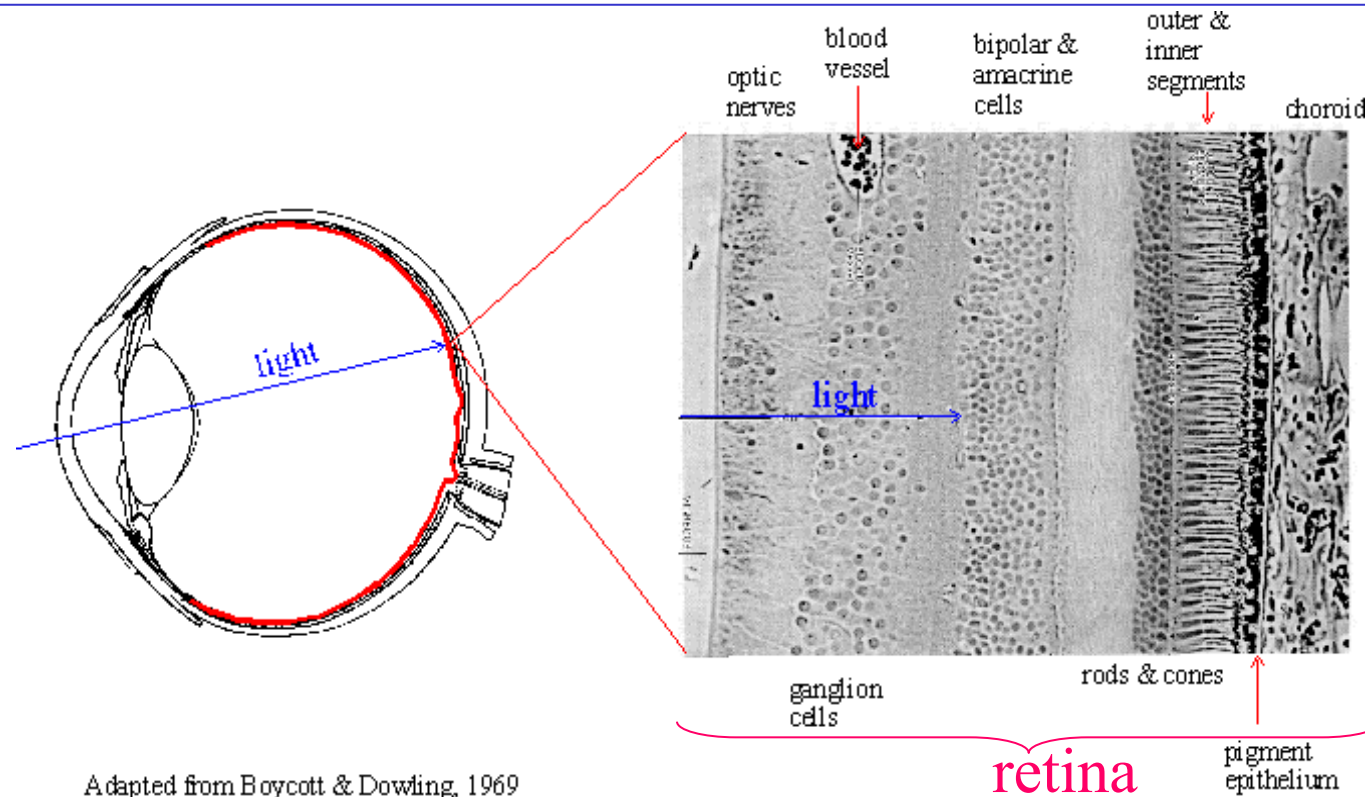 outer &
inner
segments
blood
vessel
bipolar &
amacrine
cells
optic
nerves
choroid
light
light
rods & cones
ganglion
cells
retina
pigment
epithelium
Adapted from Boycott & Dowling, 1969